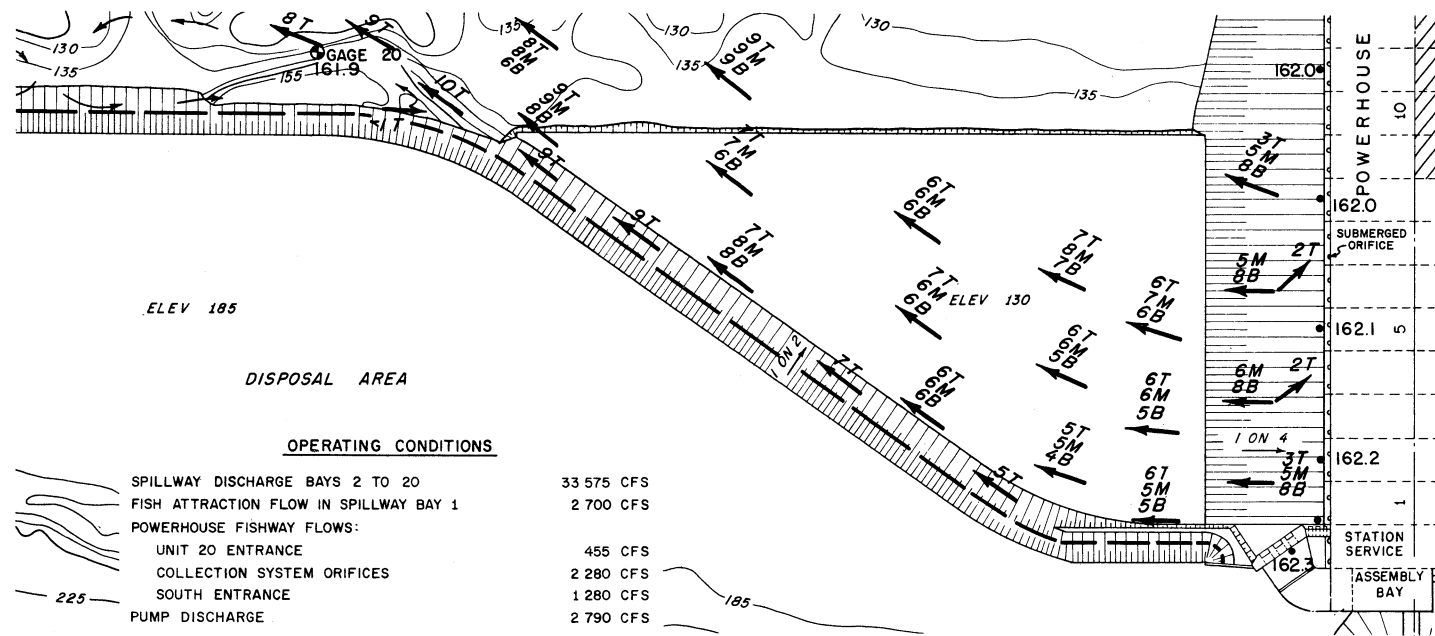 8T
9T
130
135
GAGE 20
161.9
155
10T
<1T
8T
8M
6B
9T
9M
8B
9T
9M
9B
130
135
135
130
135
162.0
POWERHOUSE
10
9T
7T
7M
6B
3T
5M
8B
162.0
SUBMERGED
ORIFICE
9T
7T
8M
8B
6T
6M
6B
7T
8M
7B
5M
8B
2T
ELEV 185
7T
6M
6B
ELEV 130
6T
7M
6B
162.1
5
1 ON 2
7T
6T
6M
5B
6M
8B
2T
DISPOSAL AREA
6T
6M
6B
6T
6M
5B
5T
5M
4B
1 ON 4
3T
5M
8B
162.2
5T
6T
5M
5B
1
STATION
SERVICE
162.3
ASSEMBLY
BAY
OPERATING CONDITIONS
SPILLWAY DISCHARGE BAYS 2 TO 20 33 575 CFS
FISH ATTRACTION FLOW IN SPILLWAY BAY 1 2 700 CFS
POWERHOUSE FISHWAY FLOWS:
UNIT 20 ENTRANCE 455 CFS
COLLECTION SYSTEM ORIFICES 2 280 CFS
SOUTH ENTRANCE 1 280 CFS
PUMP DISCHARGE 2 790 CFS
225
185